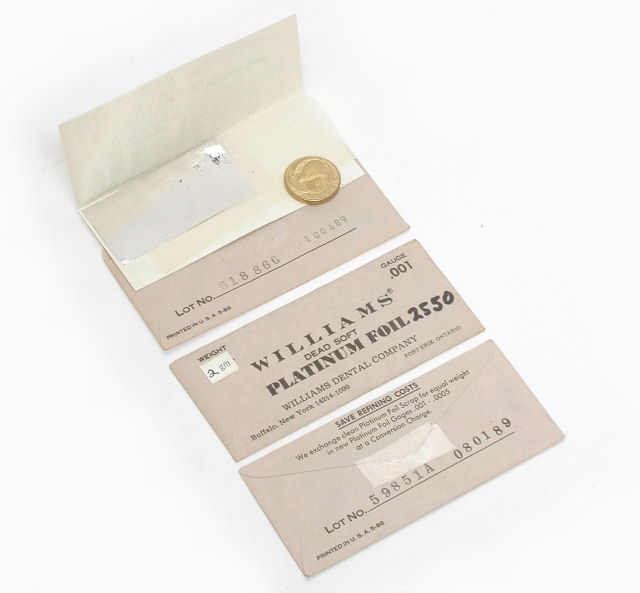 LOT NO. 61886G 100489
PRINTED IN U.S.A. 5-86
GAUGE
.001
WEIGHT
2 gm
WILLIAMS®
DEAD SOFT
PLATINUM FOIL 2550
WILLIAMS DENTAL COMPANY
Buffalo, New York 14214-1090 FORT ERIE, ONTARIO
SAVE REFINING COSTS
We exchange clean Platinum Foil Scrap for equal weight
in new Platinum Foil Gages .001 - .0005
at a Conversion Charge.
LOT NO. 59851A 080189
PRINTED IN U.S.A. 5-86